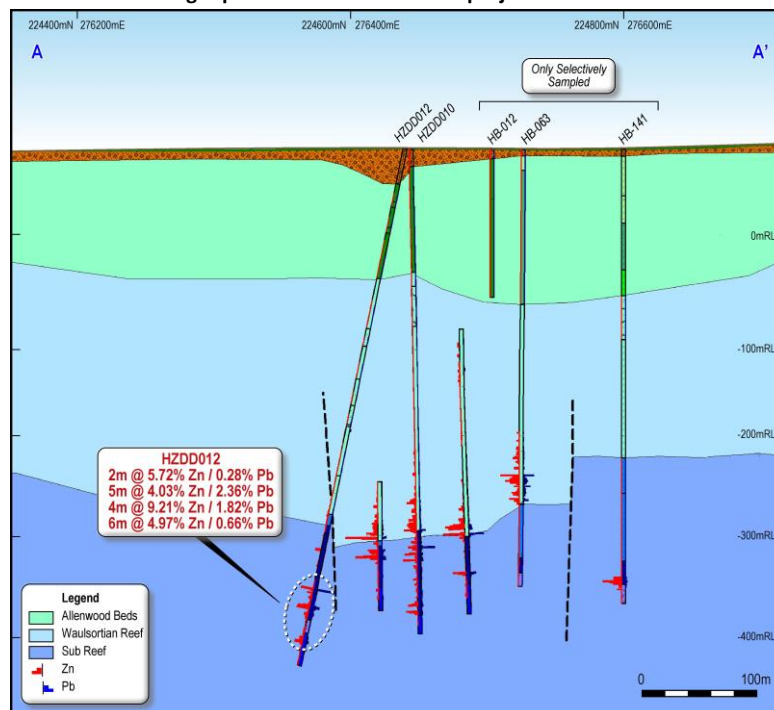 224400mN 276200mE
224600mN 276400mE
224800mN 276600mE
A
A'
Only Selectively
Sampled
HZDD012
HZDD010
HB-012
HB-063
HB-141
0mRL
-100mRL
-200mRL
-300mRL
-400mRL
HZDD012
2m @ 5.72% Zn / 0.28% Pb
5m @ 4.03% Zn / 2.36% Pb
4m @ 9.21% Zn / 1.82% Pb
6m @ 4.97% Zn / 0.66% Pb
Legend
Allenwood Beds
Waulsortian Reef
Sub Reef
Zn
Pb
0 100m